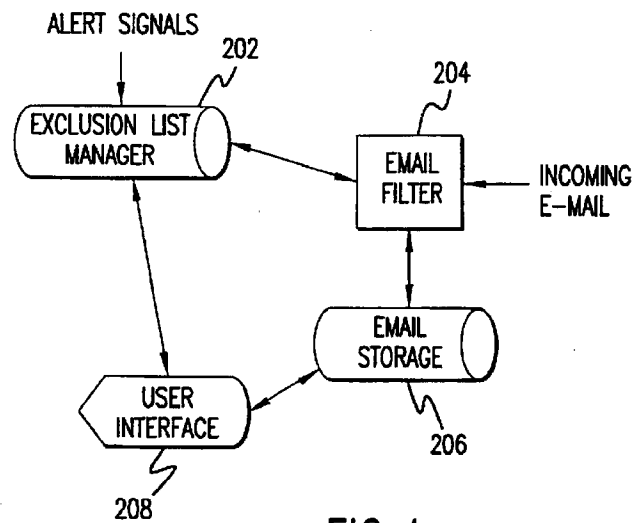 ALERT SIGNALS
202
EXCLUSION LIST
MANAGER
204
EMAIL
FILTER
INCOMING
E-MAIL
EMAIL
STORAGE
206
USER
INTERFACE
208